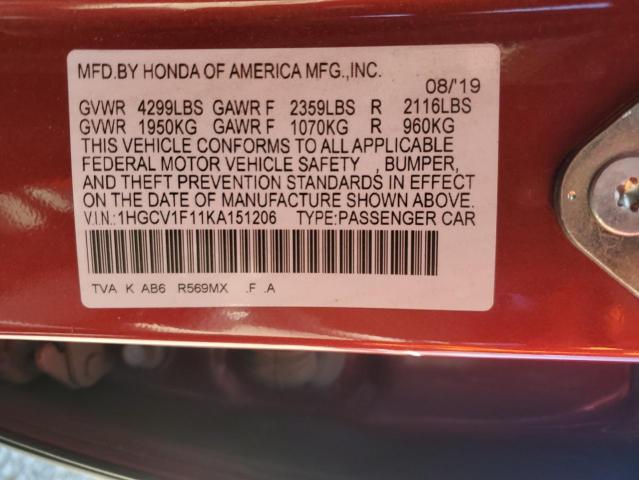 MFD.BY HONDA OF AMERICA MFG.,INC.
08/'19
GVWR 4299LBS GAWR F 2359LBS R 2116LBS
GVWR 1950KG GAWR F 1070KG R 960KG
THIS VEHICLE CONFORMS TO ALL APPLICABLE
FEDERAL MOTOR VEHICLE SAFETY , BUMPER,
AND THEFT PREVENTION STANDARDS IN EFFECT
ON THE DATE OF MANUFACTURE SHOWN ABOVE.
V.I.N.:1HGCV1F11KA151206 TYPE:PASSENGER CAR
TVA K AB6 R569MX .F .A